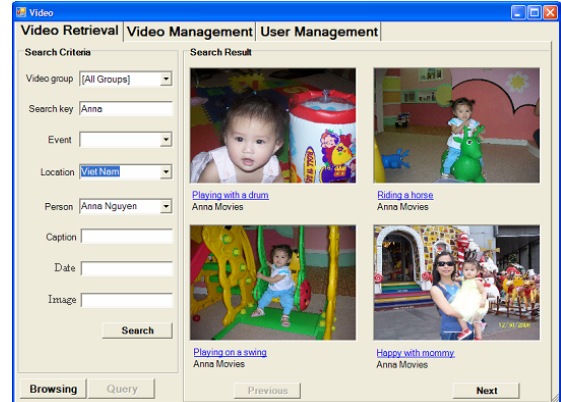 Video
Video Retrieval Video Management User Management
Search Criteria
Video group [All Groups]
Search key Anna
Event
Location Viet Nam
Person Anna Nguyen
Caption
Date
Image
Search
Browsing Query
Search Result
Playing with a drum
Anna Movies
Riding a horse
Anna Movies
Playing on a swing
Anna Movies
Happy with mommy
Anna Movies
Previous Next